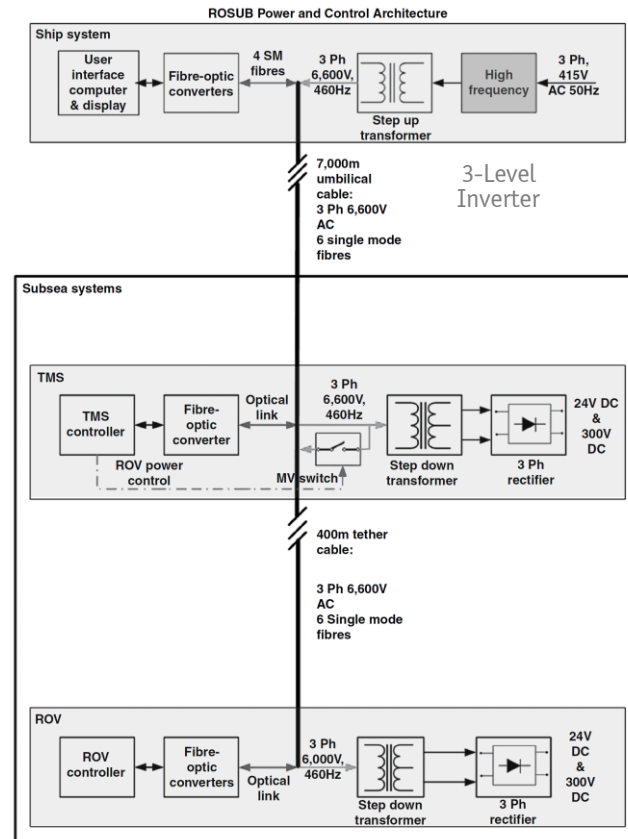 ROSUB Power and Control Architecture
Ship system
User
interface
computer
& display
Fibre-optic
converters
4 SM
fibres
3 Ph
6,600V,
460Hz
Step up
transformer
High
frequency
3 Ph,
415V
AC 50Hz
7,000m
umbilical
cable:
3 Ph 6,600V
AC
6 single mode
fibres
3-Level
Inverter
Subsea systems
TMS
TMS
controller
Fibre-
optic
converter
Optical
link
3 Ph
6,600V,
460Hz
ROV power
control
MV switch
Step down
transformer
3 Ph
rectifier
24V DC
&
300V
DC
400m tether
cable:
3 Ph 6,600V
AC
6 Single mode
fibres
ROV
ROV
controller
Fibre-
optic
converters
Optical
link
3 Ph
6,000V,
460Hz
Step down
transformer
3 Ph
rectifier
24V
DC
&
300V
DC